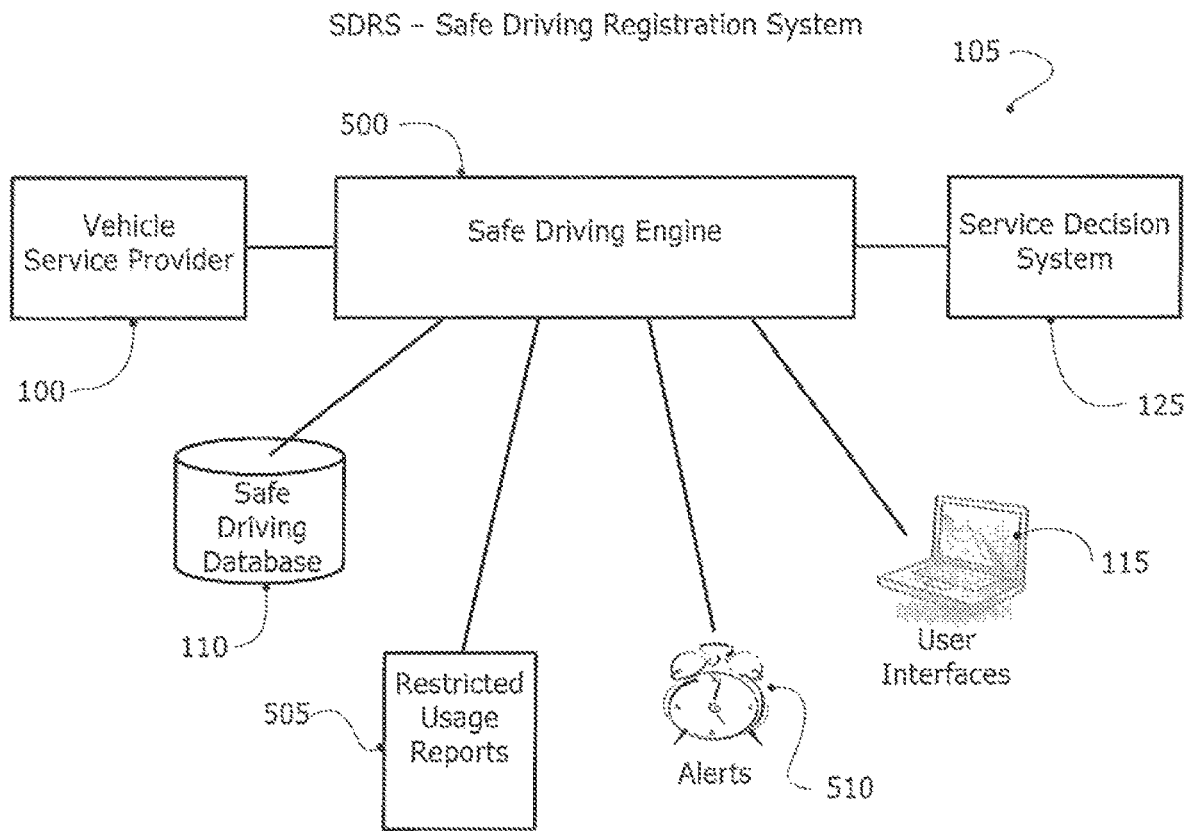 SDRS – Safe Driving Registration System
105
500
Vehicle
Service Provider
Safe Driving Engine
Service Decision
System
100
125
Safe
Driving
Database
115
110
User
Interfaces
Restricted
Usage
Reports
505
Alerts
510